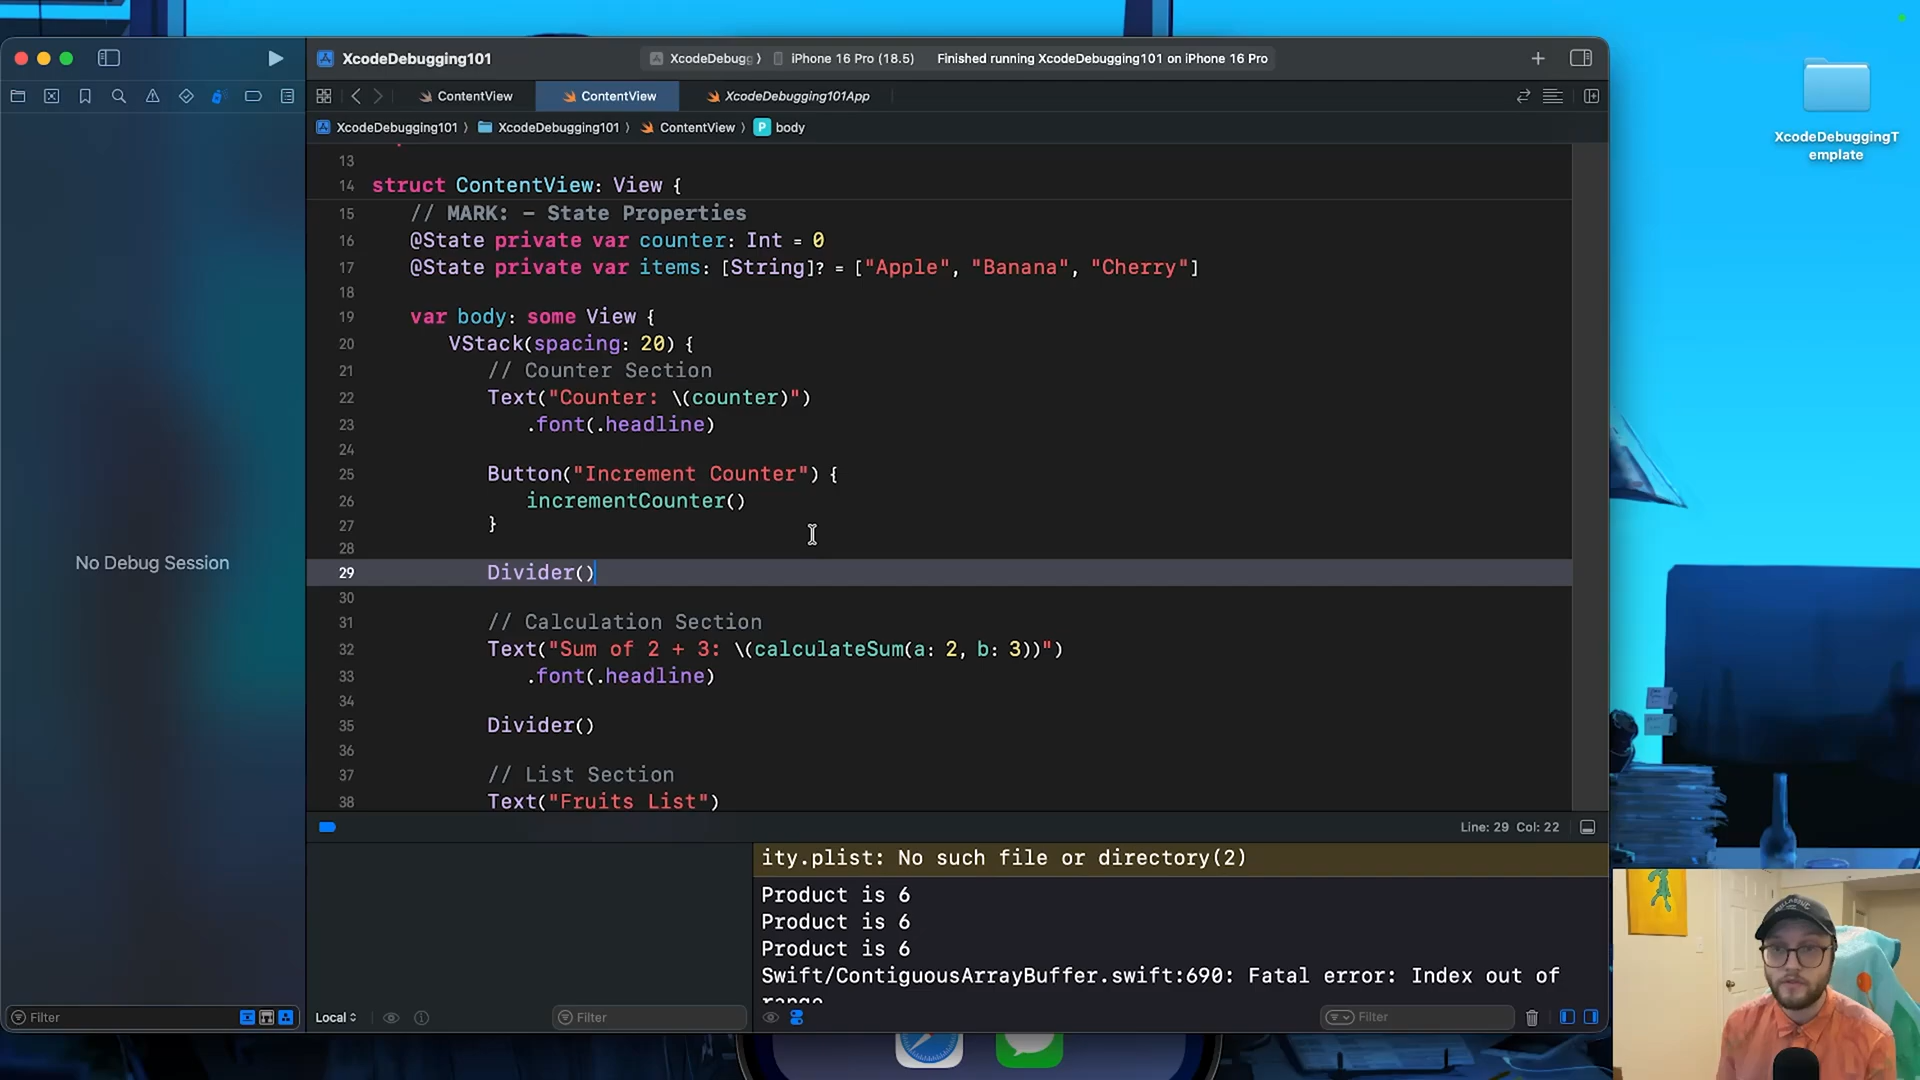 XcodeDebugging101
XcodeDebugg
iPhone 16 Pro (18.5)
Finished running XcodeDebugging101 on iPhone 16 Pro
ContentView
ContentView
XcodeDebugging101App
XcodeDebugging101 〉 XcodeDebugging101 〉 ContentView 〉 P body
13
14 struct ContentView: View {
15 // MARK: - State Properties
16 @State private var counter: Int = 0
17 @State private var items: [String]? = ["Apple", "Banana", "Cherry"]
18
19 var body: some View {
20 VStack(spacing: 20) {
21 // Counter Section
22 Text("Counter: \(counter)")
23 .font(.headline)
24
25 Button("Increment Counter") {
26 incrementCounter()
27 }
28
29 Divider()
30
31 // Calculation Section
32 Text("Sum of 2 + 3: \(calculateSum(a: 2, b: 3))")
33 .font(.headline)
34
35 Divider()
36
37 // List Section
38 Text("Fruits List")
No Debug Session
Line: 29 Col: 22
ity.plist: No such file or directory(2)
Product is 6
Product is 6
Product is 6
Swift/ContiguousArrayBuffer.swift:690: Fatal error: Index out of
range
Filter
Local
Filter
Filter
XcodeDebuggingT
emplate